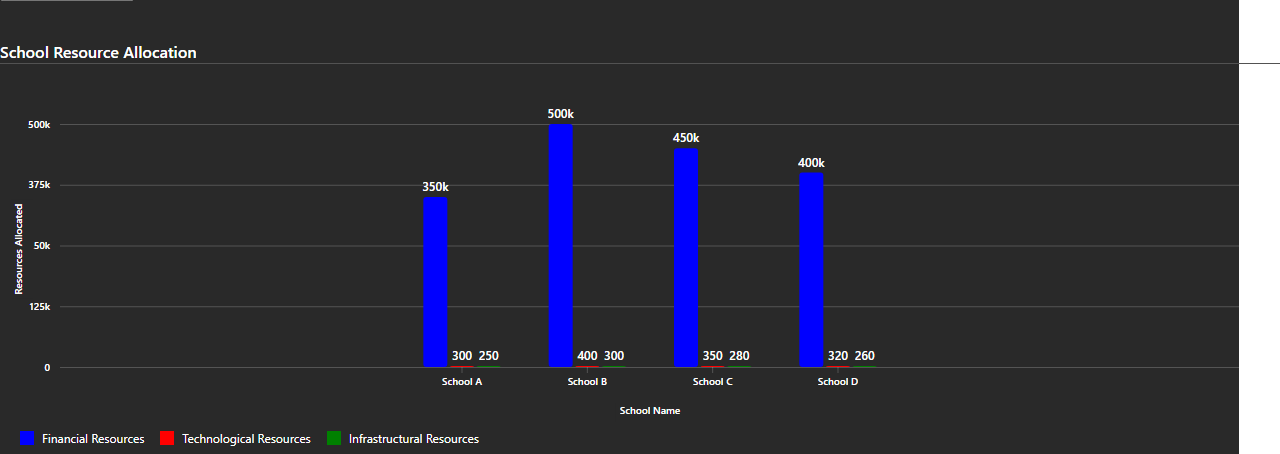 School Resource Allocation
500k
450k
400k
350k
500k
375k
50k
125k
0
Resources Allocated
300 250
400 300
350 280
320 260
School A School B School C School D
School Name
Financial Resources Technological Resources Infrastructural Resources